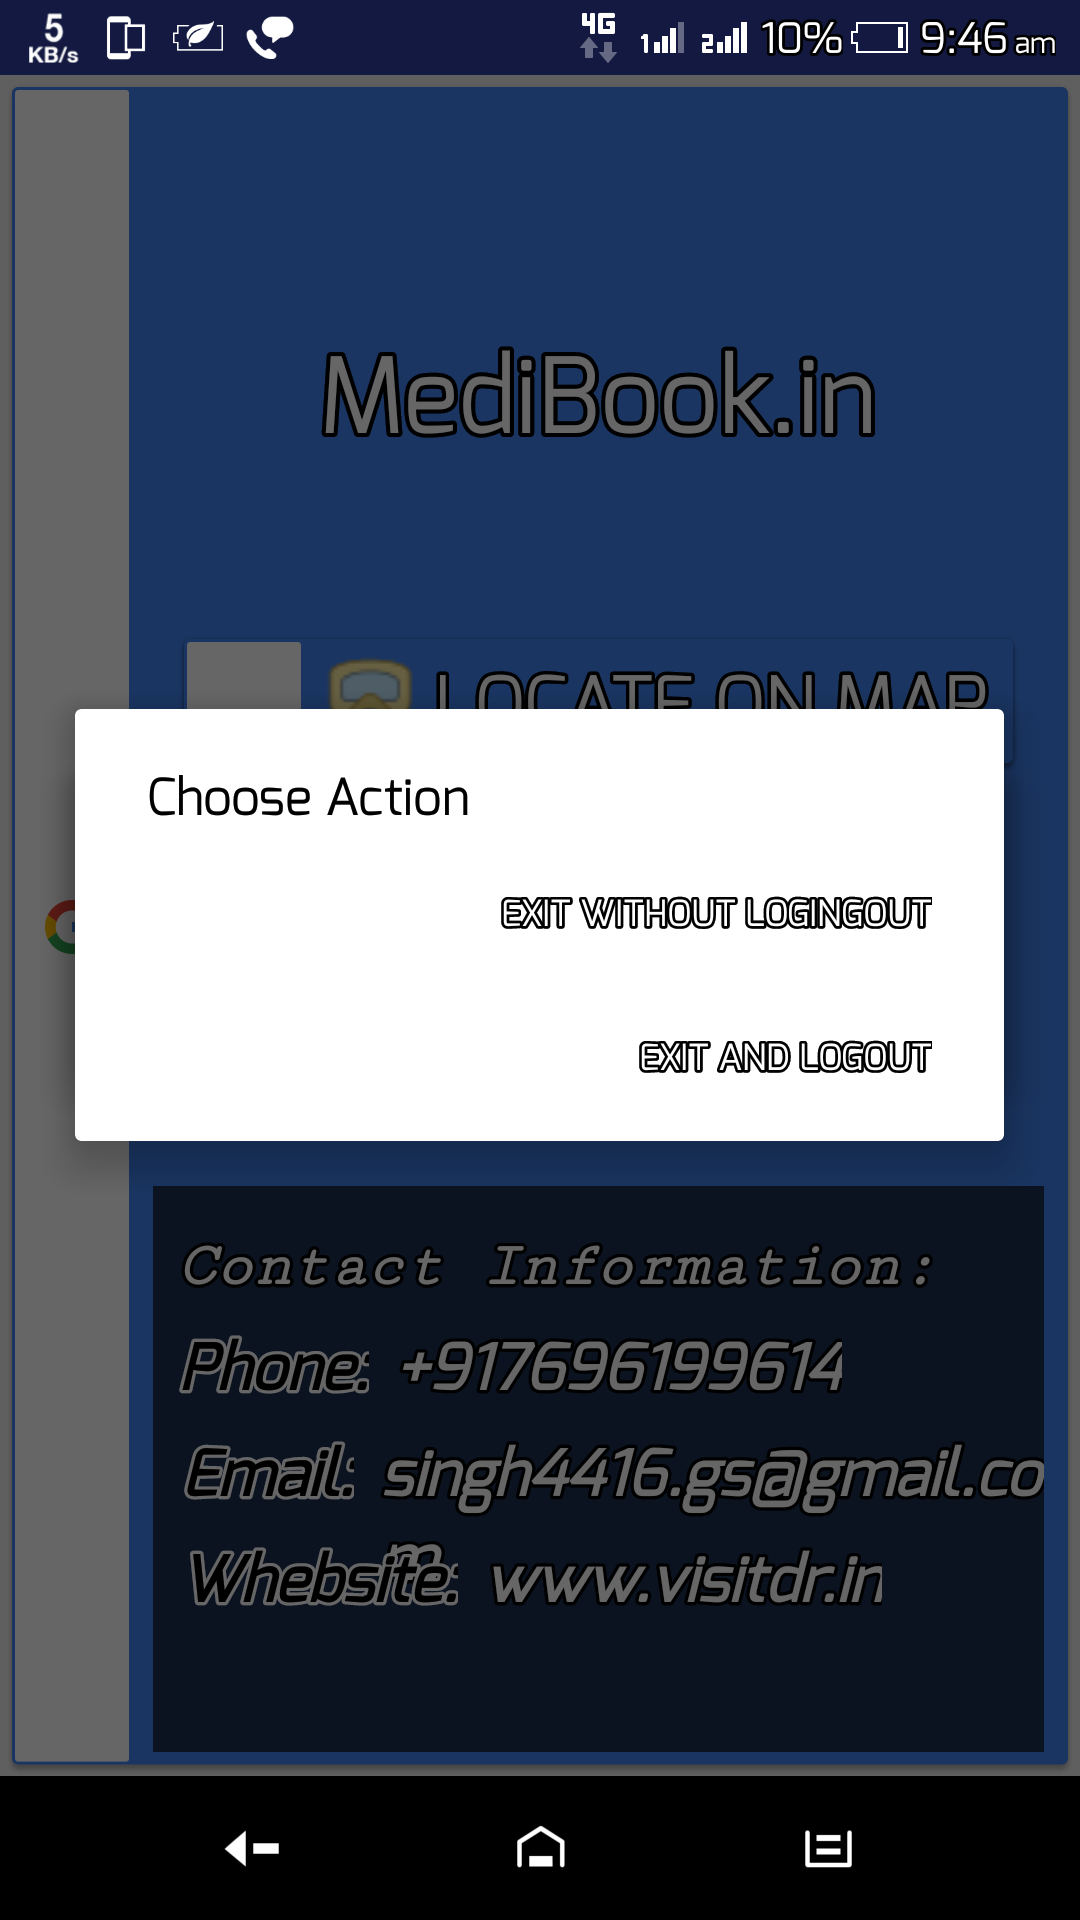 5
KB/s
4G
1 2 10% 9:46 am
MediBook.in
LOCATE ON MAP
Choose Action
EXIT WITHOUT LOGINGOUT
EXIT AND LOGOUT
Contact Information:
Phone: +917696199614
Email: singh4416.gs@gmail.co
m
Whebsite: www.visitdr.in